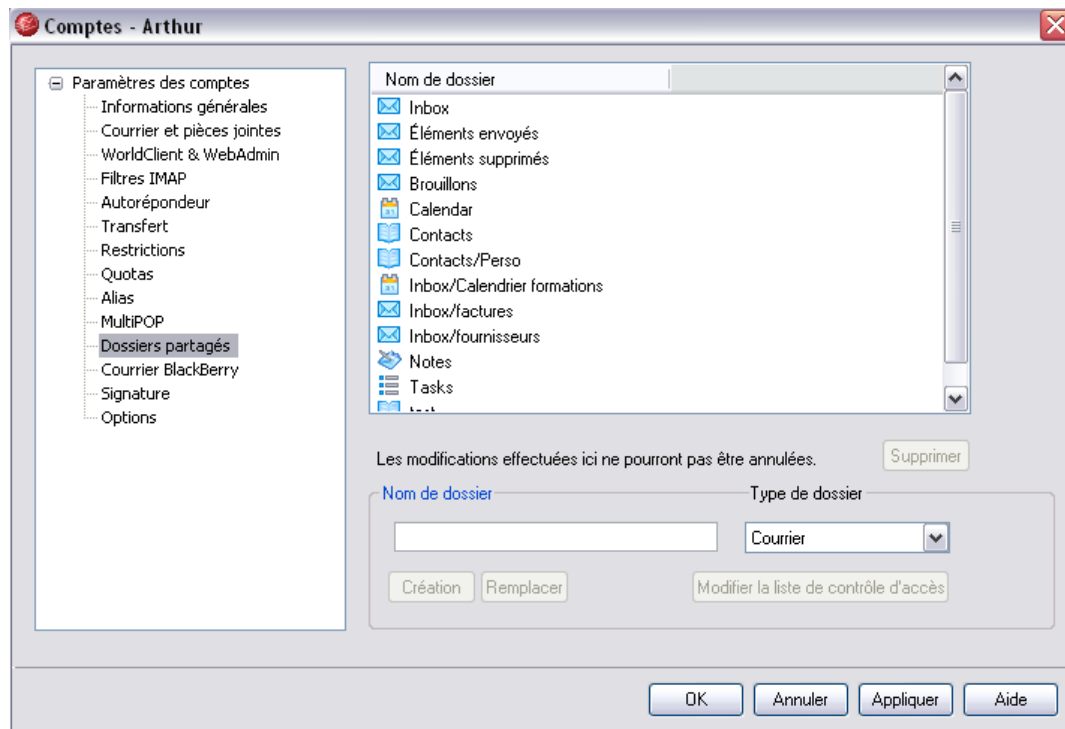 Comptes - Arthur
Paramètres des comptes
Informations générales
Courrier et pièces jointes
WorldClient & WebAdmin
Filtres IMAP
Autorépondeur
Transfert
Restrictions
Quotas
Alias
MultiPOP
Dossiers partagés
Courrier BlackBerry
Signature
Options
Nom de dossier
Inbox
Éléments envoyés
Éléments supprimés
Brouillons
Calendar
Contacts
Contacts/Perso
Inbox/Calendrier formations
Inbox/factures
Inbox/fournisseurs
Notes
Tasks
Les modifications effectuées ici ne pourront pas être annulées.
Supprimer
Nom de dossier
Type de dossier
Courrier
Création
Remplacer
Modifier la liste de contrôle d'accès
OK
Annuler
Appliquer
Aide